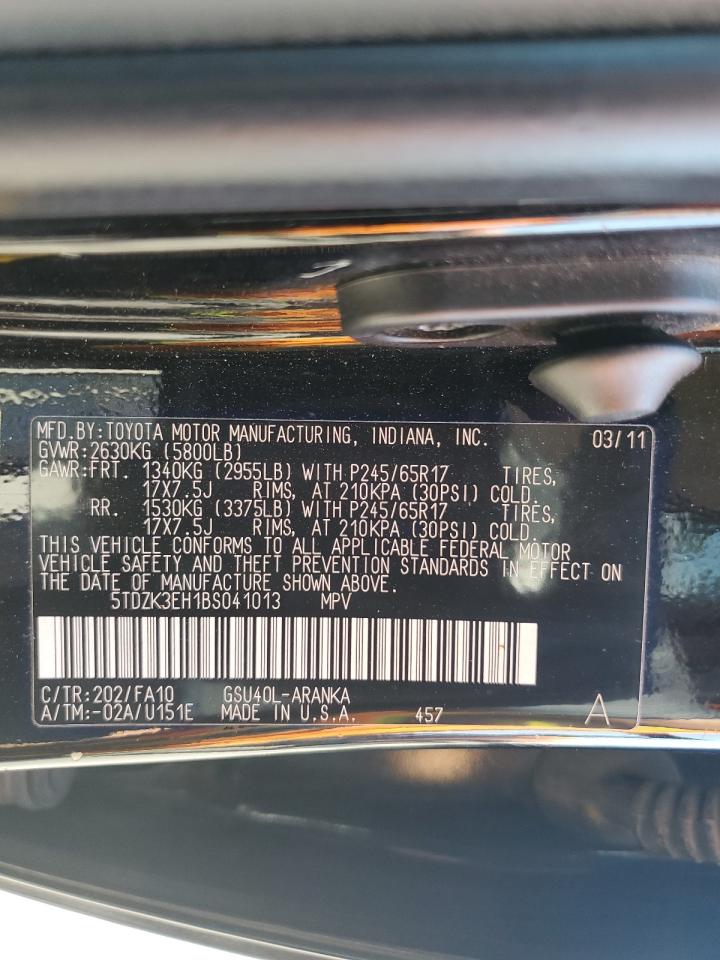 MFD.BY:TOYOTA MOTOR MANUFACTURING, INDIANA, INC. 03/11
GVWR:2630KG (5800LB)
GAWR:FRT. 1340KG (2955LB) WITH P245/65R17 TIRES,
17X7.5J RIMS, AT 210KPA (30PSI) COLD.
RR. 1530KG (3375LB) WITH P245/65R17 TIRES,
17X7.5J RIMS, AT 210KPA (30PSI) COLD.
THIS VEHICLE CONFORMS TO ALL APPLICABLE FEDERAL MOTOR
VEHICLE SAFETY AND THEFT PREVENTION STANDARDS IN EFFECT ON
THE DATE OF MANUFACTURE SHOWN ABOVE.
5TDZK3EH1BS041013 MPV
C/TR:202/FA10 GSU40L-ARANKA
A/TM:-02A/U151E MADE IN U.S.A. 457 A